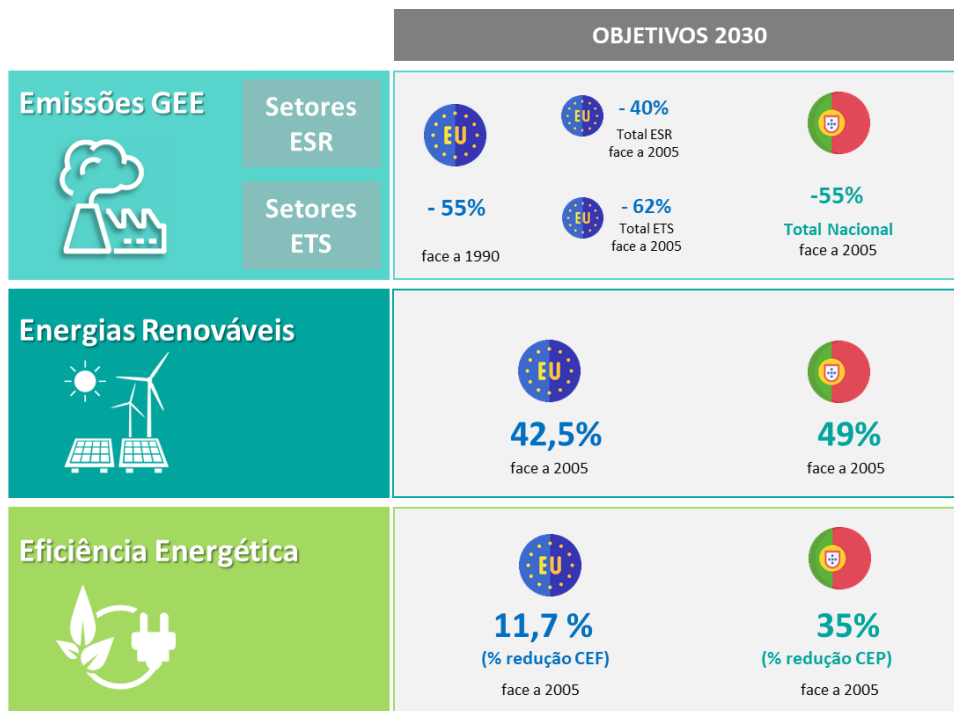 OBJETIVOS 2030
Emissões GEE
Setores
ESR
Setores
ETS
EU
- 55%
face a 1990
EU
- 40%
Total ESR
face a 2005
EU
- 62%
Total ETS
face a 2005
-55%
Total Nacional
face a 2005
Energias Renováveis
EU
42,5%
face a 2005
49%
face a 2005
Eficiência Energética
EU
11,7 %
(% redução CEF)
face a 2005
35%
(% redução CEP)
face a 2005